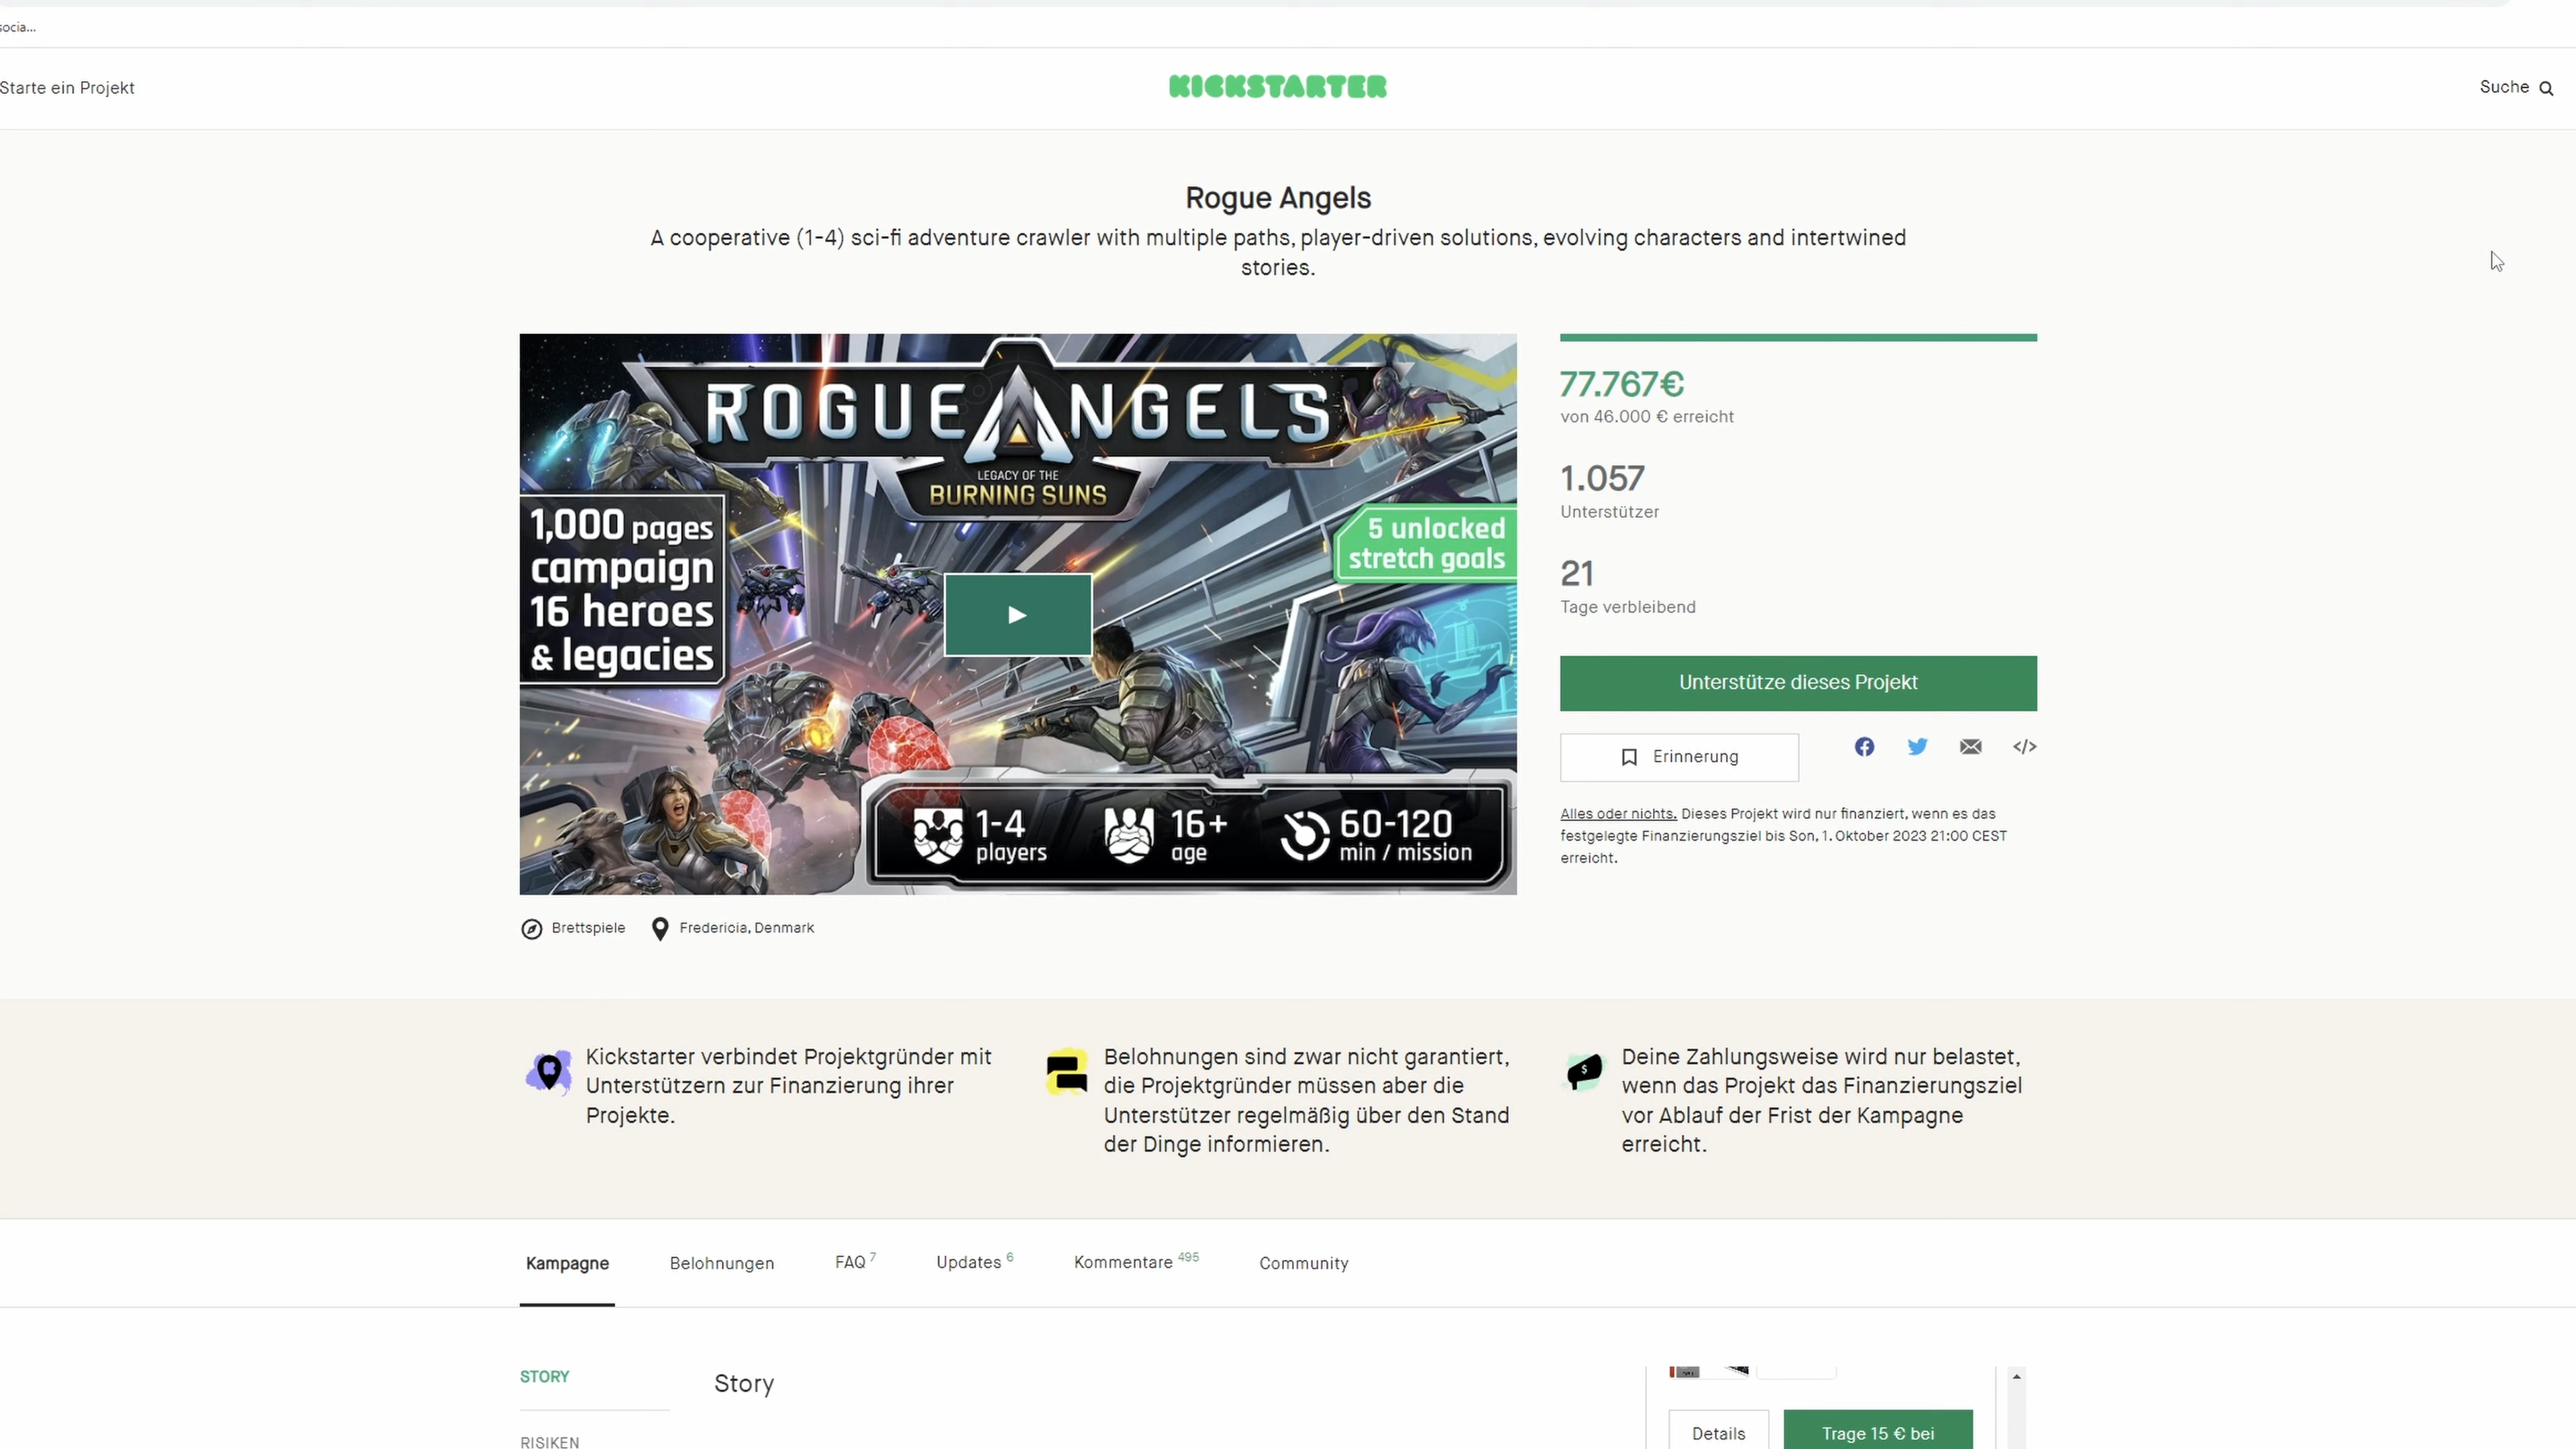 socia...
Starte ein Projekt
KICKSTARTER
Suche
Rogue Angels
A cooperative (1-4) sci-fi adventure crawler with multiple paths, player-driven solutions, evolving characters and intertwined
stories.
ROGUE ANGELS
LEGACY OF THE
BURNING SUNS
1,000 pages
campaign
16 heroes
& legacies
5 unlocked
stretch goals
1-4
players
16+
age
60-120
min / mission
77.767€
von 46.000 € erreicht
1.057
Unterstützer
21
Tage verbleibend
Unterstütze dieses Projekt
Erinnerung
Alles oder nichts. Dieses Projekt wird nur finanziert, wenn es das
festgelegte Finanzierungsziel bis Son, 1. Oktober 2023 21:00 CEST
erreicht.
Brettspiele
Fredericia, Denmark
Kickstarter verbindet Projektgründer mit
Unterstützern zur Finanzierung ihrer
Projekte.
Belohnungen sind zwar nicht garantiert,
die Projektgründer müssen aber die
Unterstützer regelmäßig über den Stand
der Dinge informieren.
Deine Zahlungsweise wird nur belastet,
wenn das Projekt das Finanzierungsziel
vor Ablauf der Frist der Kampagne
erreicht.
Kampagne
Belohnungen
FAQ 7
Updates 6
Kommentare 495
Community
STORY
RISIKEN
Story
Details
Trage 15 € bei